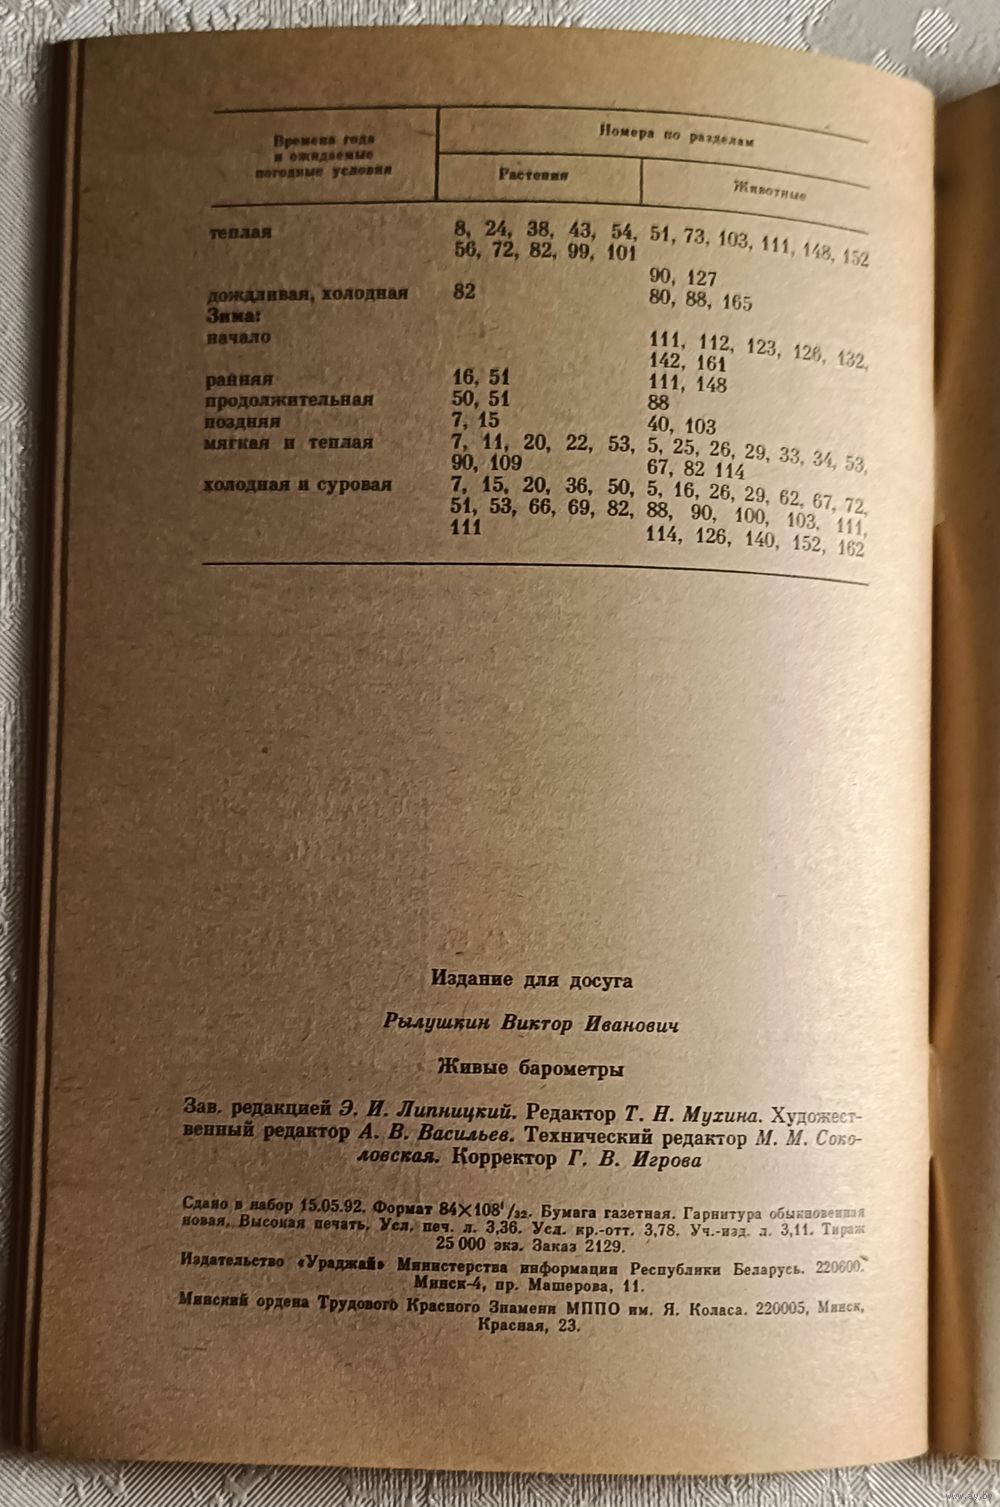 Времена года
и ожидаемые
погодные условия
Номера по разделам
Растения
Животные
теплая 8, 24, 38, 43, 54, 51, 73, 103, 111, 148, 152
56, 72, 82, 99, 101
90, 127
дождливая, холодная 82 80, 88, 165
Зима:
начало 111, 112, 123, 126, 132,
142, 161
ранняя 16, 51 111, 148
продолжительная 50, 51 88
поздняя 7, 15 40, 103
мягкая и теплая 7, 11, 20, 22, 53, 5, 25, 26, 29, 33, 34, 53,
90, 109 67, 82 114
холодная и суровая 7, 15, 20, 36, 50, 5, 16, 26, 29, 62, 67, 72,
51, 53, 66, 69, 82, 88, 90, 100, 103, 111,
111 114, 126, 140, 152, 162
Издание для досуга
Рылушкин Виктор Иванович
Живые барометры
Зав. редакцией Э. И. Липницкий. Редактор Т. Н. Мухина. Художест-
венный редактор А. В. Васильев. Технический редактор М. М. Соко-
ловская. Корректор Г. В. Игрова
Сдано в набор 15.05.92. Формат 84×108¹/₃₂. Бумага газетная. Гарнитура обыкновенная
новая. Высокая печать. Усл. печ. л. 3,36. Усл. кр.-отт. 3,78. Уч.-изд. л. 3,11. Тираж
25 000 экз. Заказ 2129.
Издательство «Ураджай» Министерства информации Республики Беларусь. 220600.
Минск-4, пр. Машерова, 11.
Минский ордена Трудового Красного Знамени МППО им. Я. Коласа. 220005, Минск,
Красная, 23.
www.ay.by